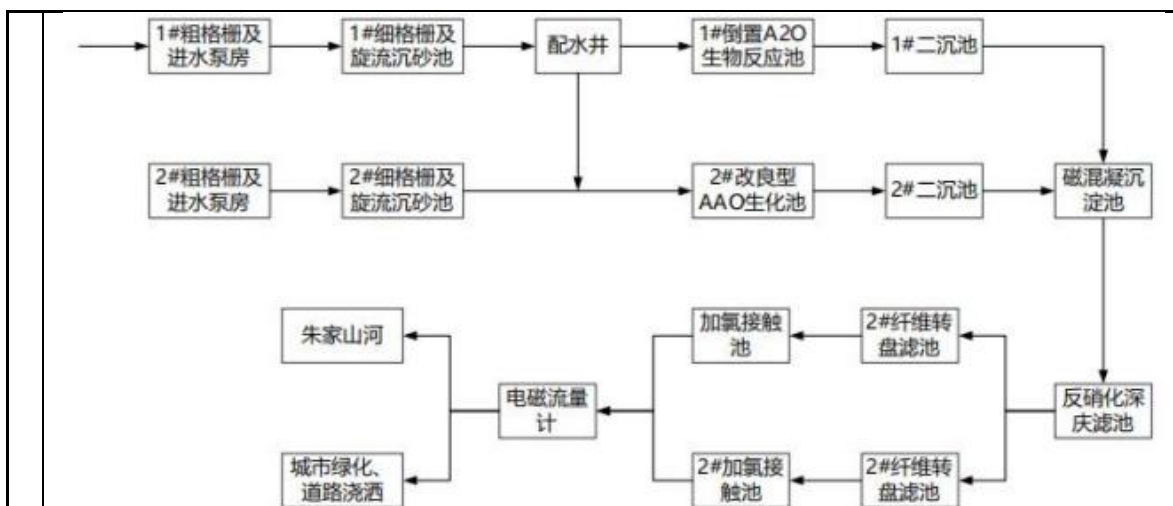 1#粗格栅及
进水泵房
1#细格栅及
旋流沉砂池
配水井
1#倒置A2O
生物反应池
1#二沉池
2#粗格栅及
进水泵房
2#细格栅及
旋流沉砂池
2#改良型
AAO生化池
2#二沉池
磁混凝沉
淀池
朱家山河
加氯接触
池
2#纤维转
盘滤池
电磁流量
计
反硝化深
庆滤池
城市绿化、
道路浇洒
2#加氯接
触池
2#纤维转
盘滤池